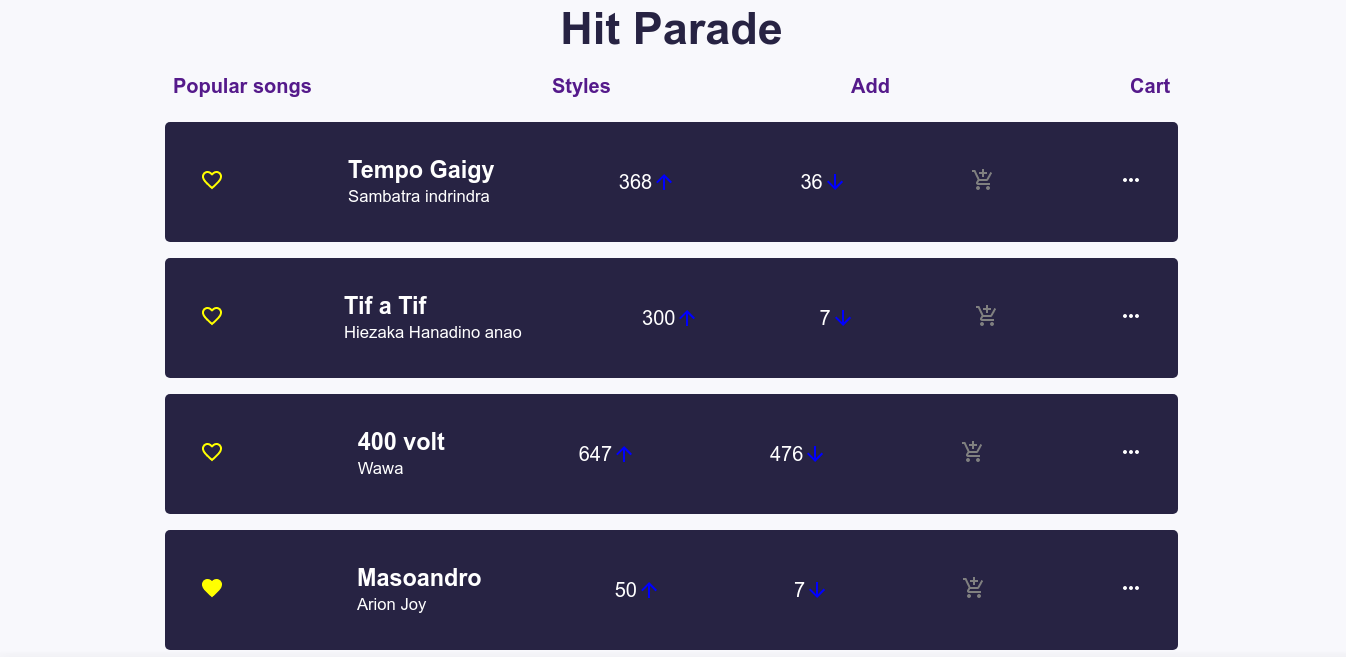 Hit Parade
Popular songs Styles Add Cart
Tempo Gaigy
Sambatra indrindra
368 36
Tif a Tif
Hiezaka Hanadino anao
300 7
400 volt
Wawa
647 476
Masoandro
Arion Joy
50 7